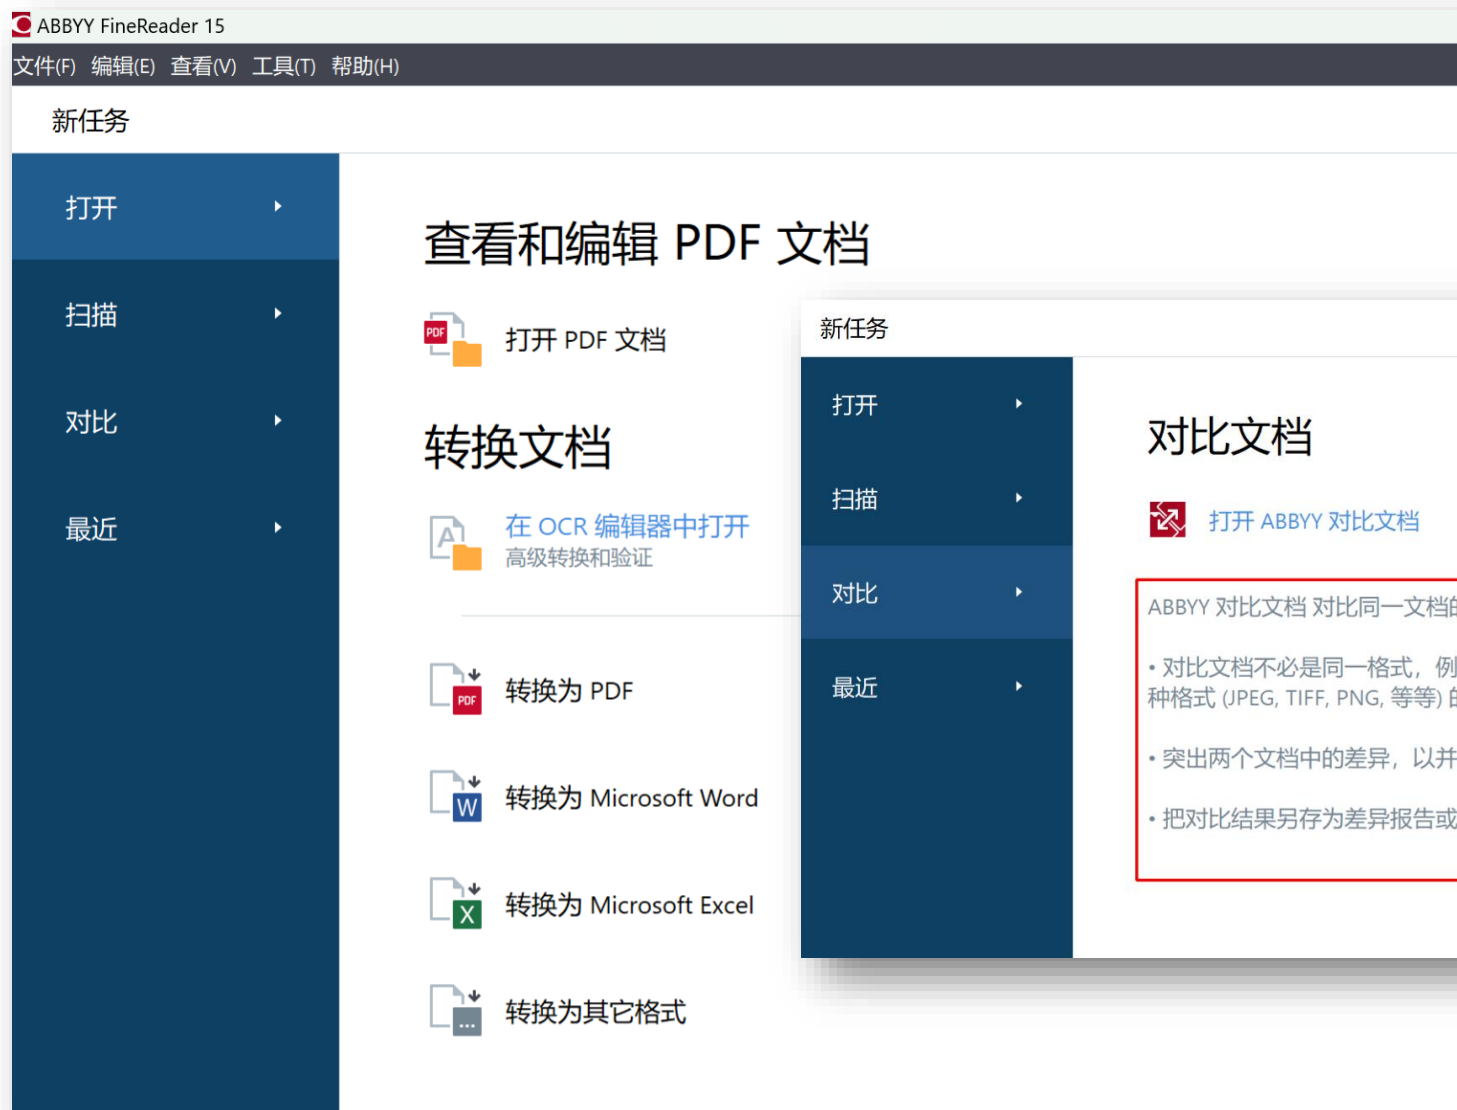 ABBYY FineReader 15
文件(F) 编辑(E) 查看(V) 工具(T) 帮助(H)
新任务
打开
扫描
对比
最近
查看和编辑 PDF 文档
PDF
打开 PDF 文档
转换文档
A
在 OCR 编辑器中打开
高级转换和验证
PDF
转换为 PDF
W
转换为 Microsoft Word
X
转换为 Microsoft Excel
...
转换为其它格式
新任务
打开
扫描
对比
最近
对比文档
打开 ABBYY 对比文档
ABBYY 对比文档 对比同一文档
• 对比文档不必是同一格式，例
种格式 (JPEG, TIFF, PNG, 等等)
• 突出两个文档中的差异，以并
• 把对比结果另存为差异报告或